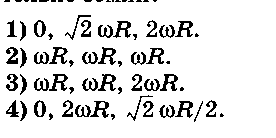 1) 0, √2 ωR, 2ωR.
2) ωR, ωR, ωR.
3) ωR, ωR, 2ωR.
4) 0, 2ωR, √2 ωR/2.